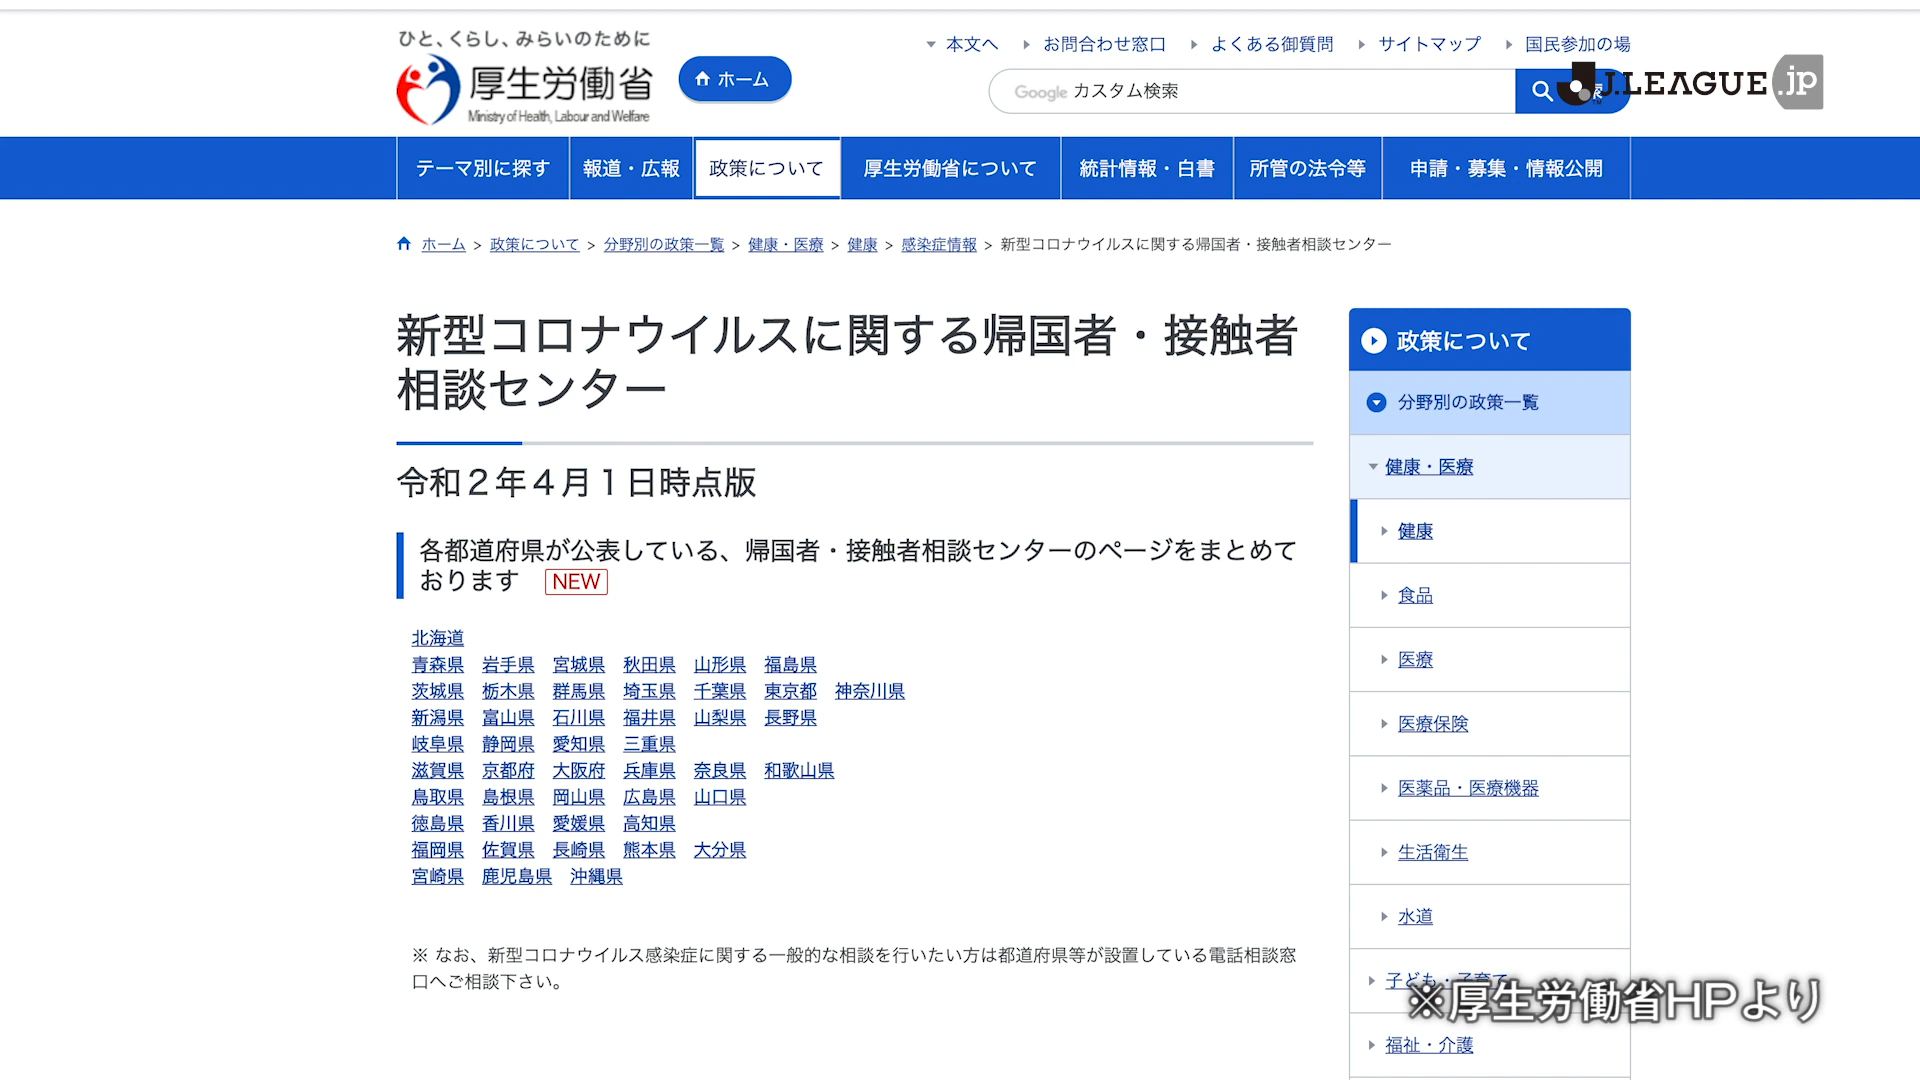 ひと、くらし、みらいのために
厚生労働省
Ministry of Health, Labour and Welfare
ホーム
本文へ お問合わせ窓口 よくある御質問 サイトマップ 国民参加の場
Google カスタム検索
J.LEAGUE.jp
テーマ別に探す 報道・広報 政策について 厚生労働省について 統計情報・白書 所管の法令等 申請・募集・情報公開
ホーム > 政策について > 分野別の政策一覧 > 健康・医療 > 健康 > 感染症情報 > 新型コロナウイルスに関する帰国者・接触者相談センター
新型コロナウイルスに関する帰国者・接触者
相談センター
令和２年４月１日時点版
各都道府県が公表している、帰国者・接触者相談センターのページをまとめて
おります NEW
北海道
青森県 岩手県 宮城県 秋田県 山形県 福島県
茨城県 栃木県 群馬県 埼玉県 千葉県 東京都 神奈川県
新潟県 富山県 石川県 福井県 山梨県 長野県
岐阜県 静岡県 愛知県 三重県
滋賀県 京都府 大阪府 兵庫県 奈良県 和歌山県
鳥取県 島根県 岡山県 広島県 山口県
徳島県 香川県 愛媛県 高知県
福岡県 佐賀県 長崎県 熊本県 大分県
宮崎県 鹿児島県 沖縄県
※ なお、新型コロナウイルス感染症に関する一般的な相談を行いたい方は都道府県等が設置している電話相談窓
口へご相談下さい。
政策について
分野別の政策一覧
健康・医療
健康
食品
医療
医療保険
医薬品・医療機器
生活衛生
水道
子ども・子育て
※厚生労働省HPより
福祉・介護